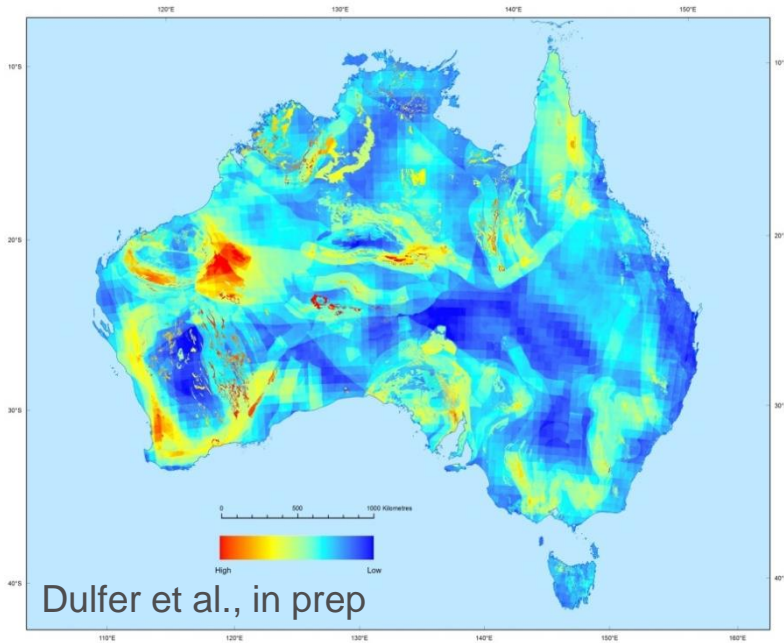 120°E 130°E 140°E 150°E
10°S 10°
20°S 20°S
30°S 30°S
0 500 1000 Kilometres
High Low
40°S 40°
Dulfer et al., in prep
110°E 120°E 130°E 140°E 150°E 160°E